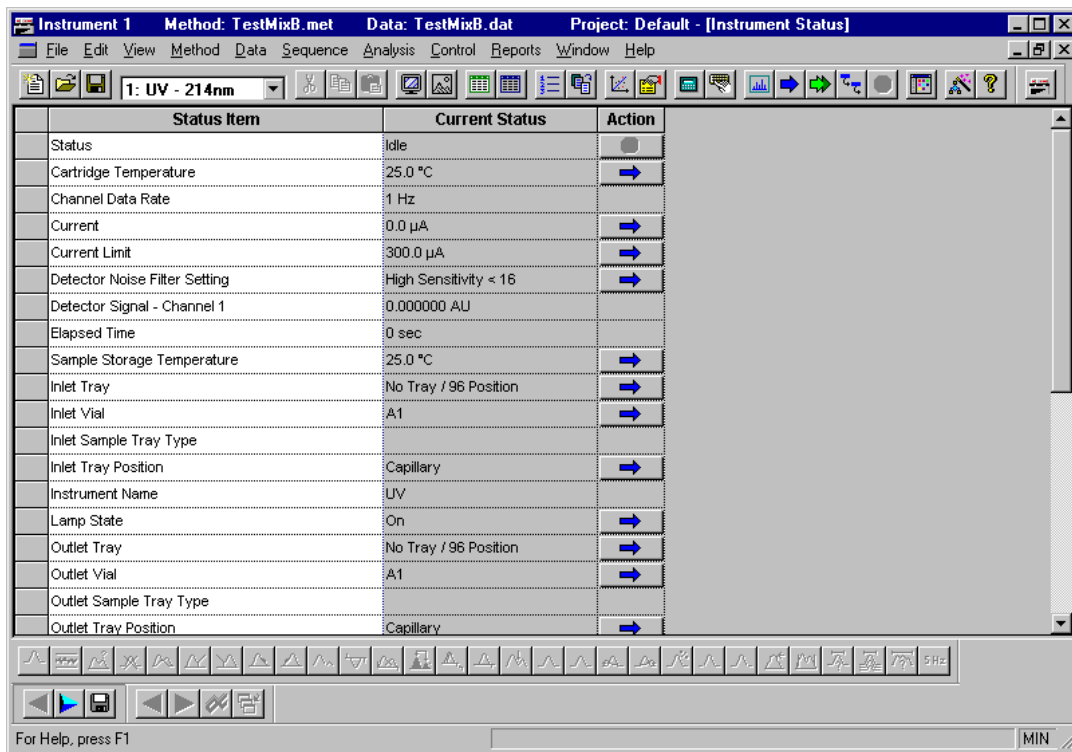 Instrument 1 Method: TestMixB.met Data: TestMixB.dat Project: Default - [Instrument Status]
File Edit View Method Data Sequence Analysis Control Reports Window Help
1: UV - 214nm
Status Item Current Status Action
Status Idle
Cartridge Temperature 25.0 °C
Channel Data Rate 1 Hz
Current 0.0 µA
Current Limit 300.0 µA
Detector Noise Filter Setting High Sensitivity < 16
Detector Signal - Channel 1 0.000000 AU
Elapsed Time 0 sec
Sample Storage Temperature 25.0 °C
Inlet Tray No Tray / 96 Position
Inlet Vial A1
Inlet Sample Tray Type
Inlet Tray Position Capillary
Instrument Name UV
Lamp State On
Outlet Tray No Tray / 96 Position
Outlet Vial A1
Outlet Sample Tray Type
Outlet Tray Position Capillary
5Hz
For Help, press F1 MIN